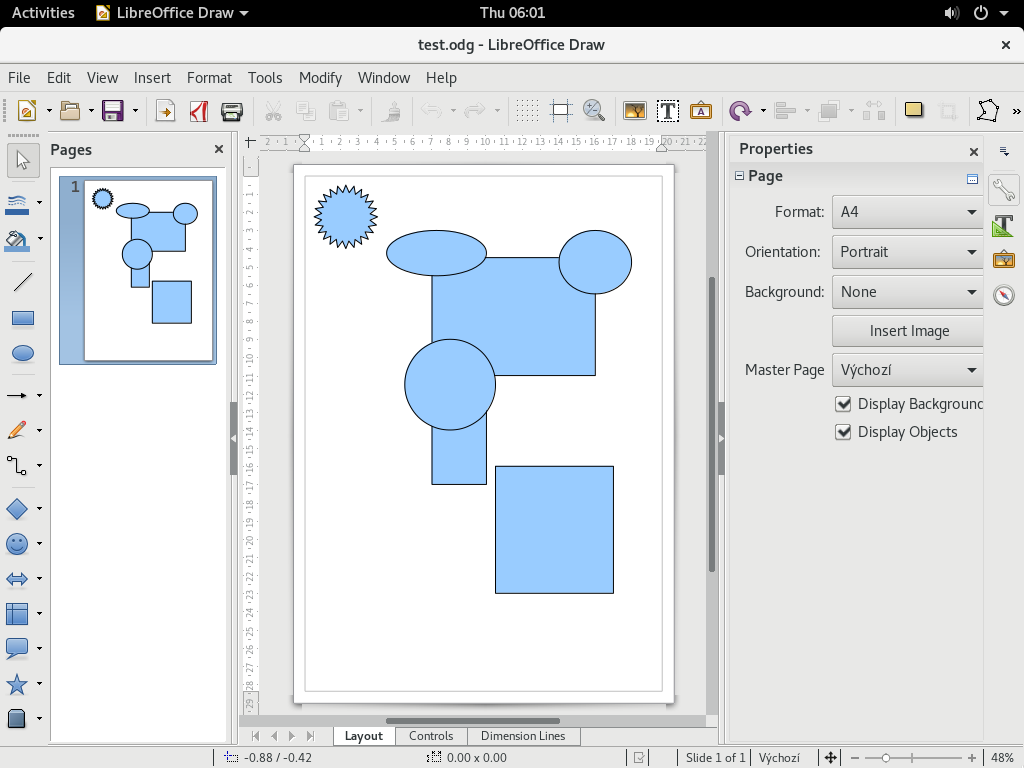 Activities LibreOffice Draw Thu 06:01
test.odg - LibreOffice Draw
File Edit View Insert Format Tools Modify Window Help
Pages
1
Properties
Page
Format: A4
Orientation: Portrait
Background: None
Insert Image
Master Page Výchozí
Display Background
Display Objects
Layout Controls Dimension Lines
-0.88 / -0.42 0.00 x 0.00 Slide 1 of 1 Výchozí 48%